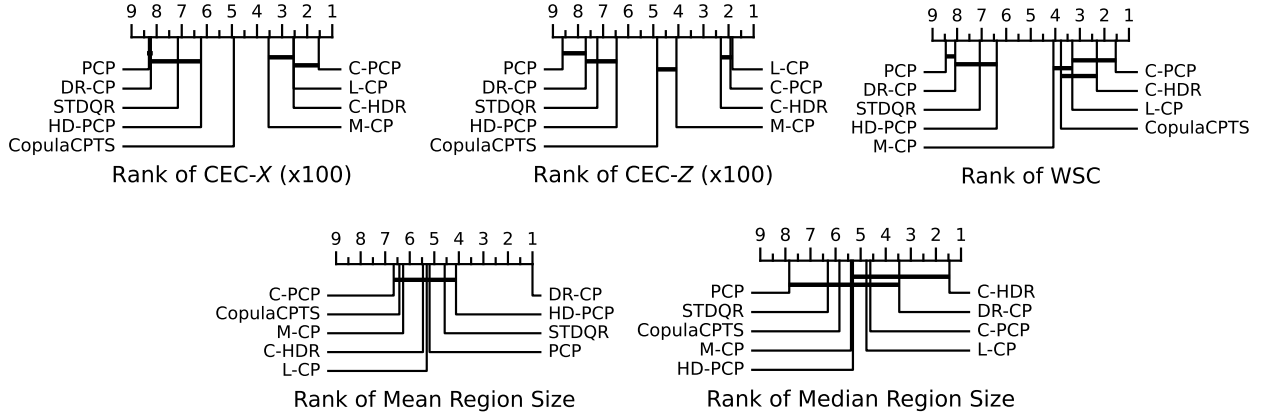 9 8 7 6 5 4 3 2 1
PCP C-PCP
DR-CP L-CP
STDQR C-HDR
HD-PCP M-CP
CopulaCPTS
Rank of CEC-X (x100)
9 8 7 6 5 4 3 2 1
PCP L-CP
DR-CP C-PCP
STDQR C-HDR
HD-PCP M-CP
CopulaCPTS
Rank of CEC-Z (x100)
9 8 7 6 5 4 3 2 1
PCP C-PCP
DR-CP C-HDR
STDQR L-CP
HD-PCP CopulaCPTS
M-CP
Rank of WSC
9 8 7 6 5 4 3 2 1
C-PCP DR-CP
CopulaCPTS HD-PCP
M-CP STDQR
C-HDR PCP
L-CP
Rank of Mean Region Size
9 8 7 6 5 4 3 2 1
PCP C-HDR
STDQR DR-CP
CopulaCPTS C-PCP
M-CP L-CP
HD-PCP
Rank of Median Region Size